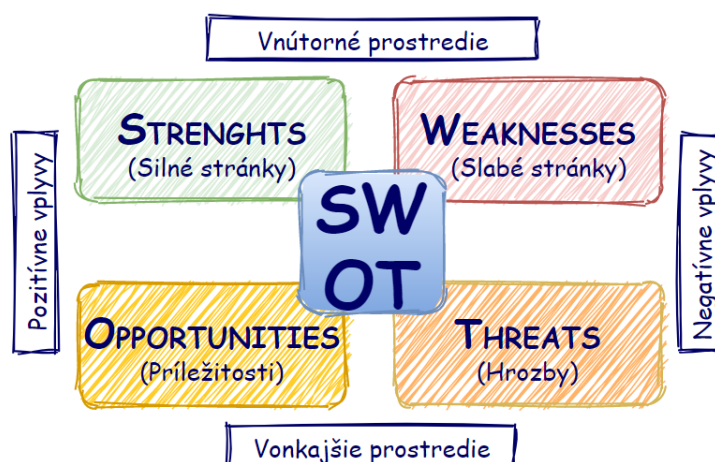 Vnútorné prostredie
STRENGHTS
(Silné stránky)
WEAKNESSES
(Slabé stránky)
Pozitívne vplyvy
SW
OT
Negatívne vplyvy
OPPORTUNITIES
(Príležitosti)
THREATS
(Hrozby)
Vonkajšie prostredie